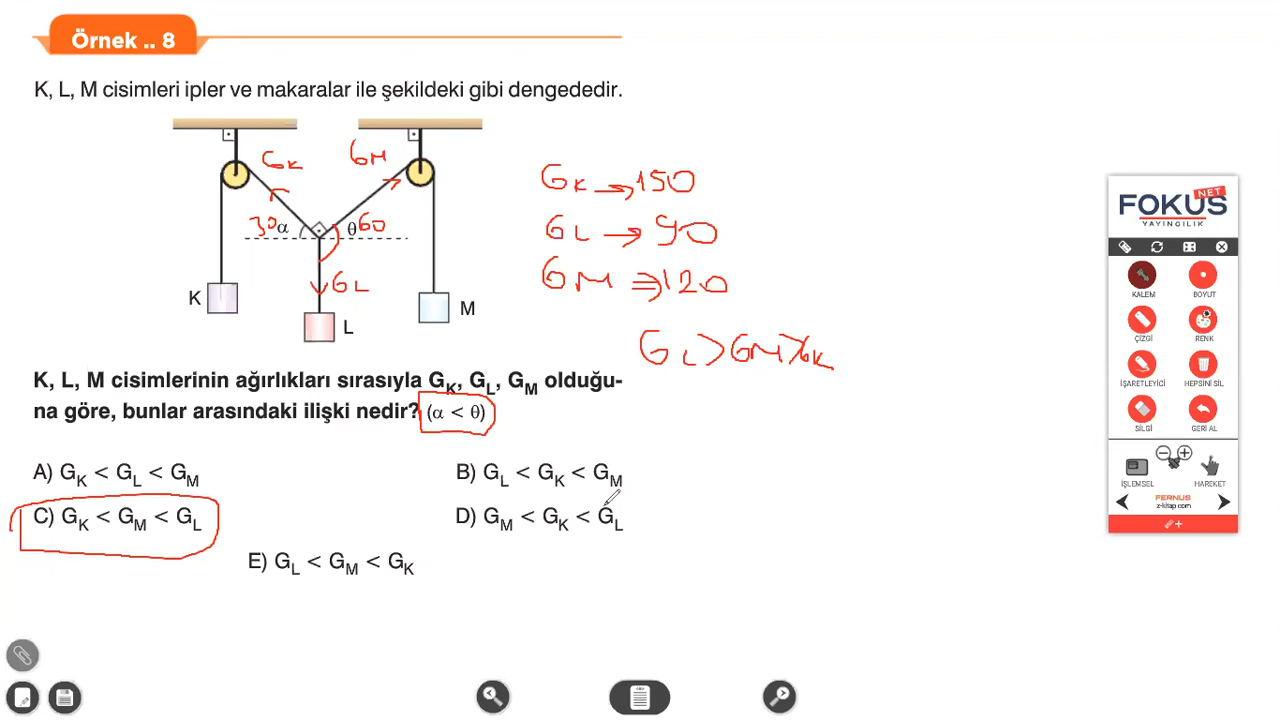 Örnek .. 8
K, L, M cisimleri ipler ve makaralar ile şekildeki gibi dengededir.
GK
GM
30 α
θ 60
GL
K
L
M
GK → 150
GL → 90
GM ⇒ 120
GL > GM > GK
K, L, M cisimlerinin ağırlıkları sırasıyla GK, GL, GM olduğu-
na göre, bunlar arasındaki ilişki nedir? (α < θ)
A) GK < GL < GM
B) GL < GK < GM
C) GK < GM < GL
D) GM < GK < GL
E) GL < GM < GK
FOKUS
NET
YAYINCILIK
KALEM
BOYUT
ÇİZGİ
RENK
İŞARETLEYİCİ
HEPSİNİ SİL
SİLGİ
GERİ AL
İŞLEMSEL
HAREKET
FERNUS
z-kitap.com